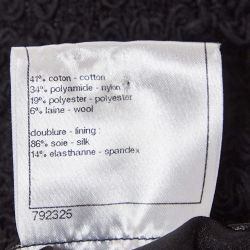 41% coton - cotton
34% polyamide - nylon
19% polyester - polyester
6% laine - wool
doublure - lining :
86% soie - silk
14% elasthanne - spandex
792325